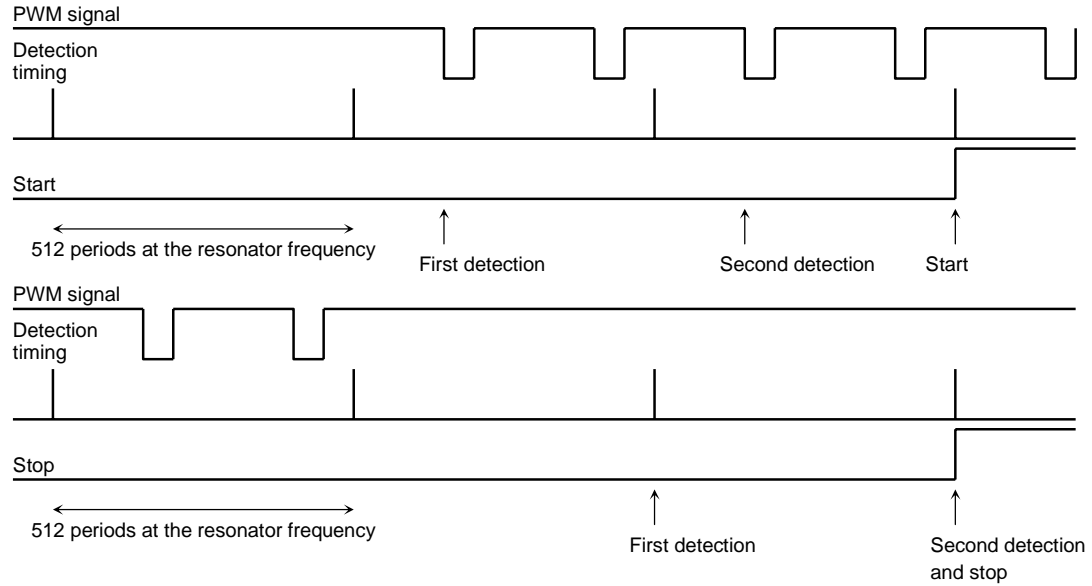 PWM signal
Detection
timing
Start
512 periods at the resonator frequency
First detection
Second detection
Start
PWM signal
Detection
timing
Stop
512 periods at the resonator frequency
First detection
Second detection
and stop